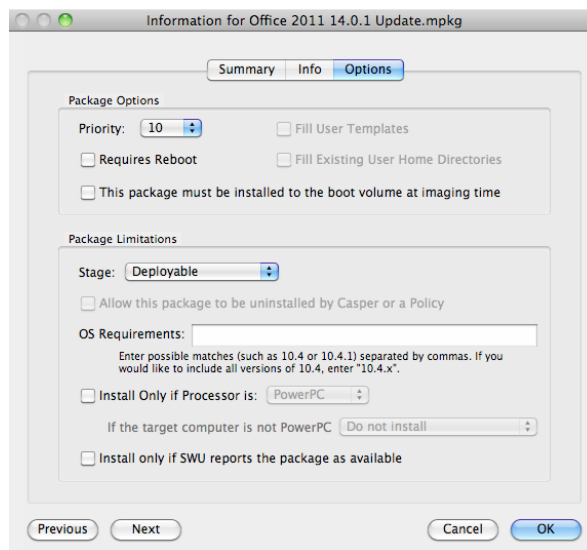 Information for Office 2011 14.0.1 Update.mpkg
Summary Info Options
Package Options
Priority: 10 Fill User Templates
Requires Reboot Fill Existing User Home Directories
This package must be installed to the boot volume at imaging time
Package Limitations
Stage: Deployable
Allow this package to be uninstalled by Casper or a Policy
OS Requirements:
Enter possible matches (such as 10.4 or 10.4.1) separated by commas. If you
would like to include all versions of 10.4, enter "10.4.x".
Install Only if Processor is: PowerPC
If the target computer is not PowerPC Do not install
Install only if SWU reports the package as available
Previous Next Cancel OK